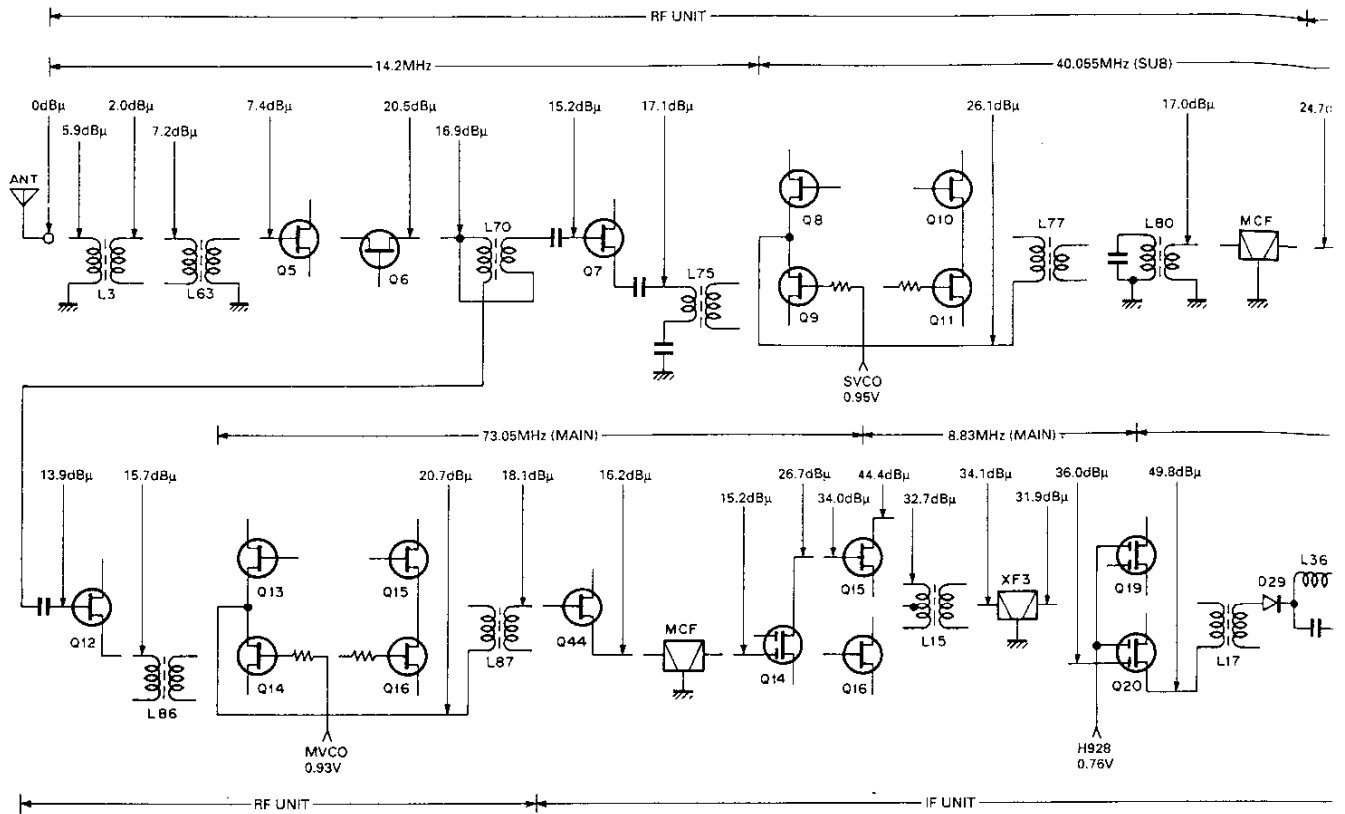 RF UNIT
14.2MHz
40.055MHz (SU8)
0dBμ
2.0dBμ
7.4dBμ
20.5dBμ
15.2dBμ
17.1dBμ
26.1dBμ
17.0dBμ
24.7
5.9dBμ
7.2dBμ
16.9dBμ
ANT
Q8
Q10
L70
L77
L80
MCF
Q5
Q6
Q7
L75
L3
L63
Q9
Q11
SVCO
0.95V
73.05MHz (MAIN)
8.83MHz (MAIN)
13.9dBμ
15.7dBμ
20.7dBμ
18.1dBμ
16.2dBμ
26.7dBμ
44.4dBμ
34.1dBμ
36.0dBμ
49.8dBμ
15.2dBμ
34.0dBμ
32.7dBμ
31.9dBμ
L36
D29
Q13
Q15
Q15
XF3
Q19
Q12
Q44
MCF
L15
L87
L17
Q14
Q16
Q14
Q16
Q20
L86
MVCO
0.93V
H928
0.76V
RF UNIT
IF UNIT